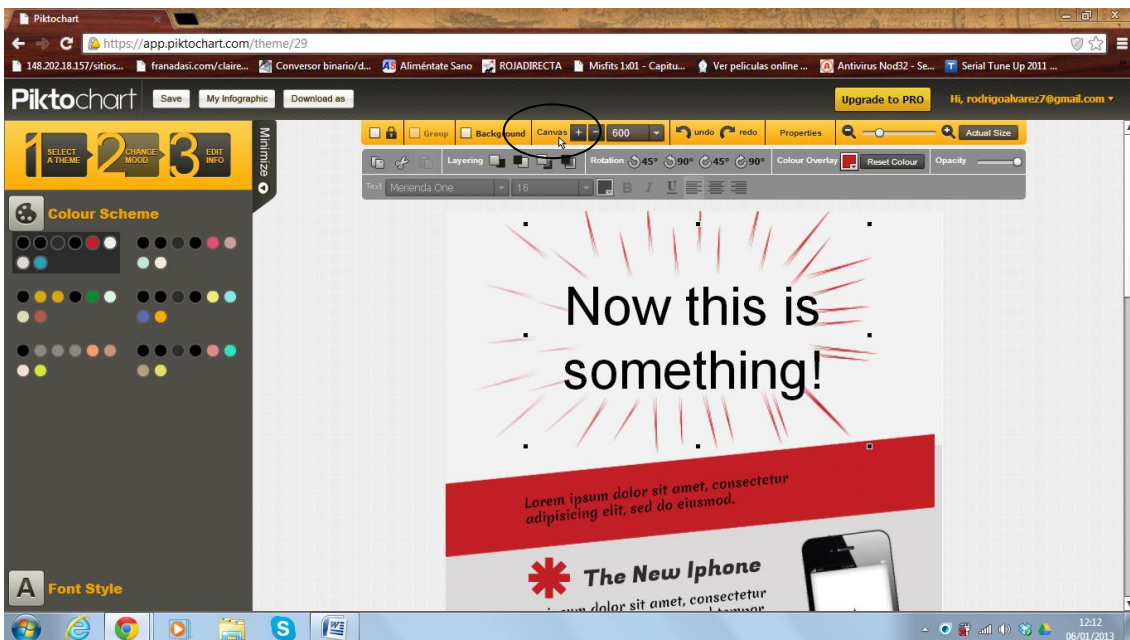 Piktochart
https://app.piktochart.com/theme/29
148.202.18.157/sitios... franadasi.com/claire... Conversor binario/d... AS Aliméntate Sano ROJADIRECTA Misfits 1x01 - Capitu... Ver peliculas online ... Antivirus Nod32 - Se... Serial Tune Up 2011 ...
Piktochart Save My Infographic Download as Upgrade to PRO Hi, rodrigoalvarez7@gmail.com
1 SELECT A THEME 2 CHANGE MOOD 3 EDIT INFO
Minimize
Group Background Canvas + - 600 undo redo Properties Actual Size
Layering Rotation 45° 90° 45° 90° Colour Overlay Reset Colour Opacity
Text Merienda One 16 B I U
Colour Scheme
Now this is
something!
Lorem ipsum dolor sit amet, consectetur
adipisicing elit, sed do eiusmod.
The New Iphone
dolor sit amet, consectetur
A Font Style
12:12
06/01/2013